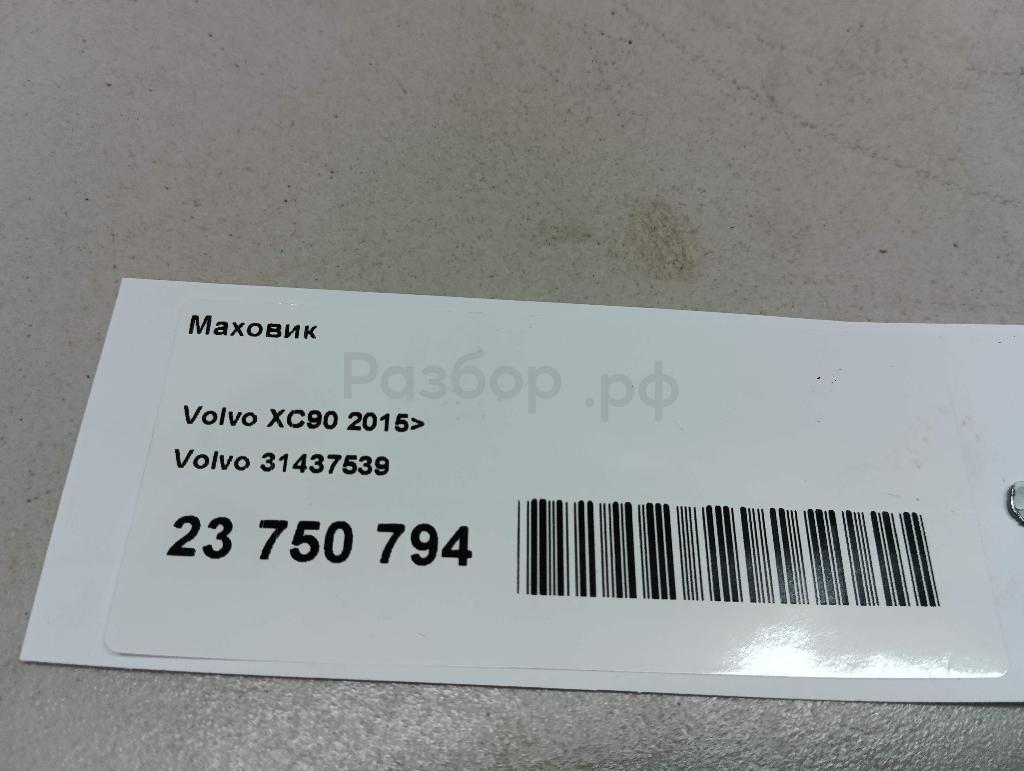 Маховик
Разбор.рф
Volvo XC90 2015>
Volvo 31437539
23 750 794